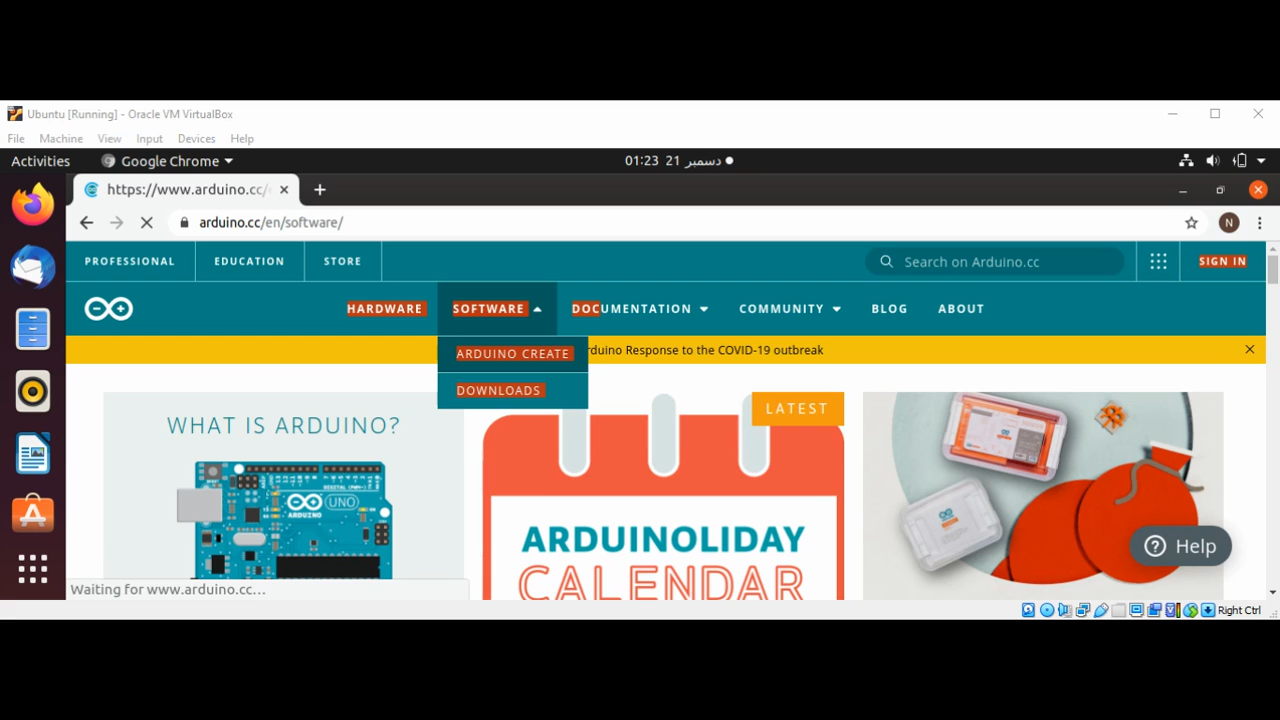 Ubuntu [Running] - Oracle VM VirtualBox
File Machine View Input Devices Help
Activities Google Chrome 01:23 21 دسمبر
https://www.arduino.cc/
arduino.cc/en/software/ N
PROFESSIONAL EDUCATION STORE Search on Arduino.cc SIGN IN
HARDWARE SOFTWARE DOCUMENTATION COMMUNITY BLOG ABOUT
ARDUINO CREATE
rduino Response to the COVID-19 outbreak
DOWNLOADS
LATEST
WHAT IS ARDUINO?
UNO
ARDUINO
ARDUINOLIDAY
CALENDAR
Help
Waiting for www.arduino.cc...
Right Ctrl